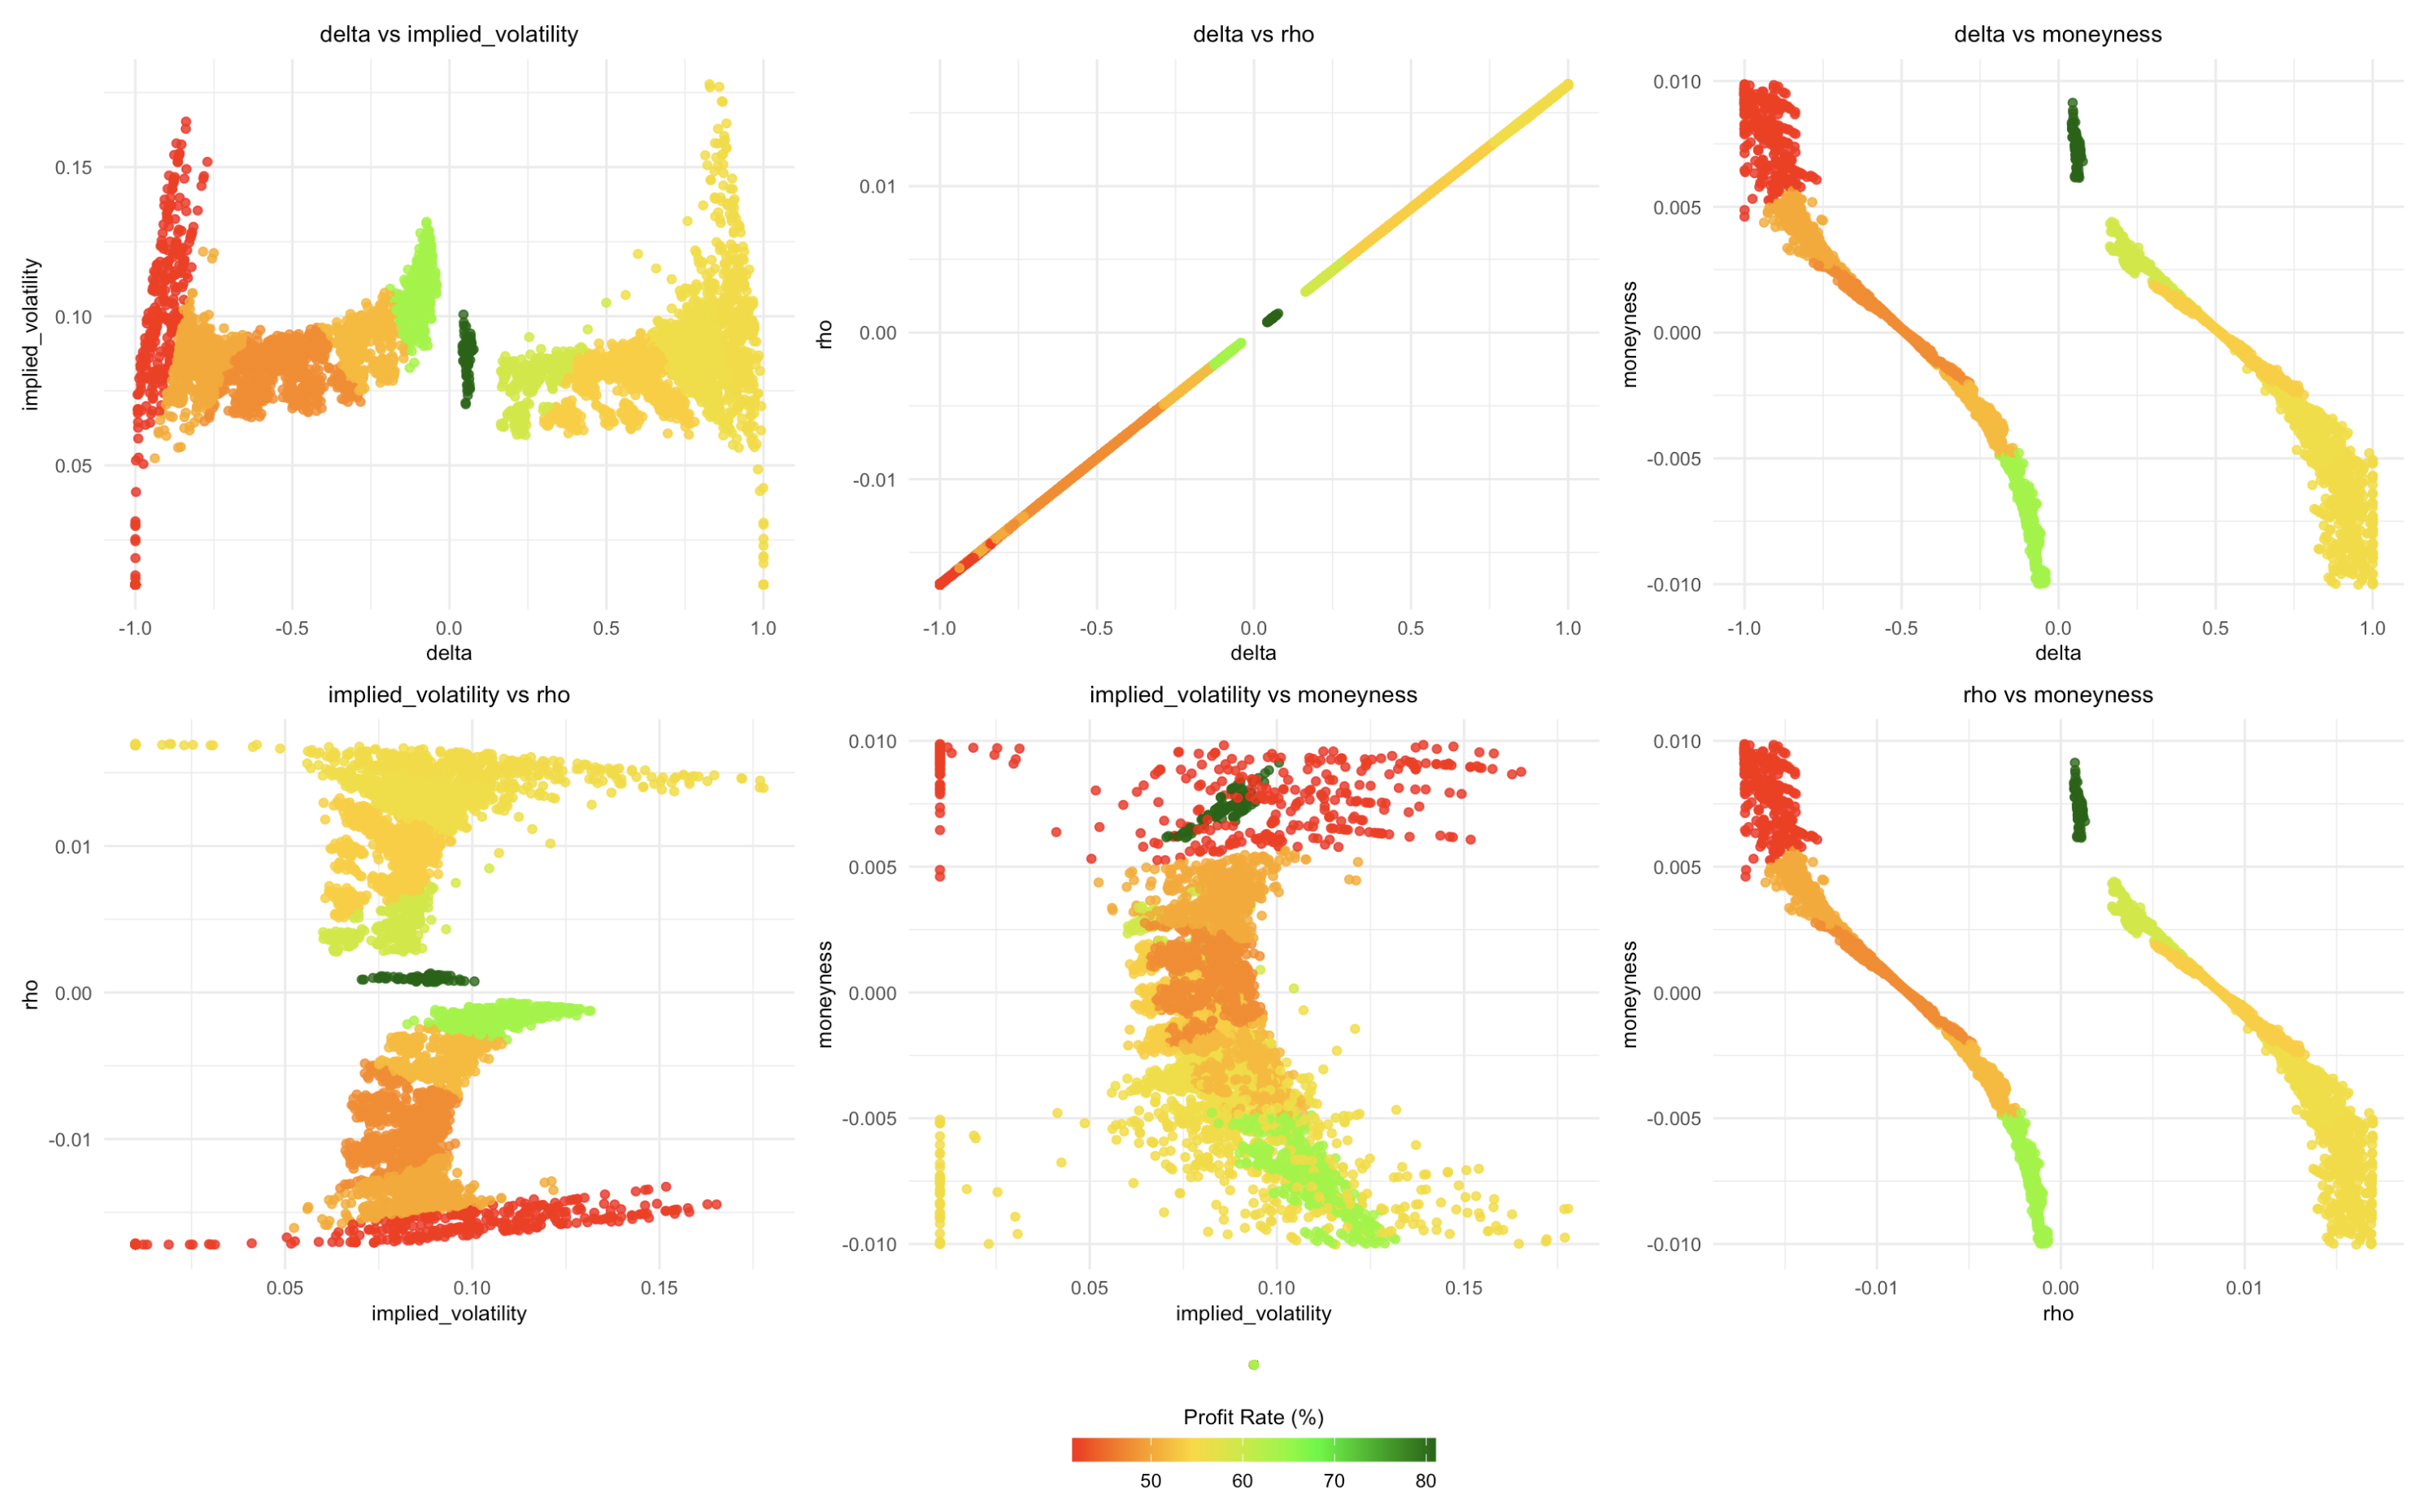 delta vs implied_volatility
implied_volatility
0.15
0.10
0.05
-1.0 -0.5 0.0 0.5 1.0
delta
delta vs rho
rho
0.01
0.00
-0.01
-1.0 -0.5 0.0 0.5 1.0
delta
delta vs moneyness
moneyness
0.010
0.005
0.000
-0.005
-0.010
-1.0 -0.5 0.0 0.5 1.0
delta
implied_volatility vs rho
rho
0.01
0.00
-0.01
0.05 0.10 0.15
implied_volatility
implied_volatility vs moneyness
moneyness
0.010
0.005
0.000
-0.005
-0.010
0.05 0.10 0.15
implied_volatility
rho vs moneyness
moneyness
0.010
0.005
0.000
-0.005
-0.010
-0.01 0.00 0.01
rho
Profit Rate (%)
50 60 70 80